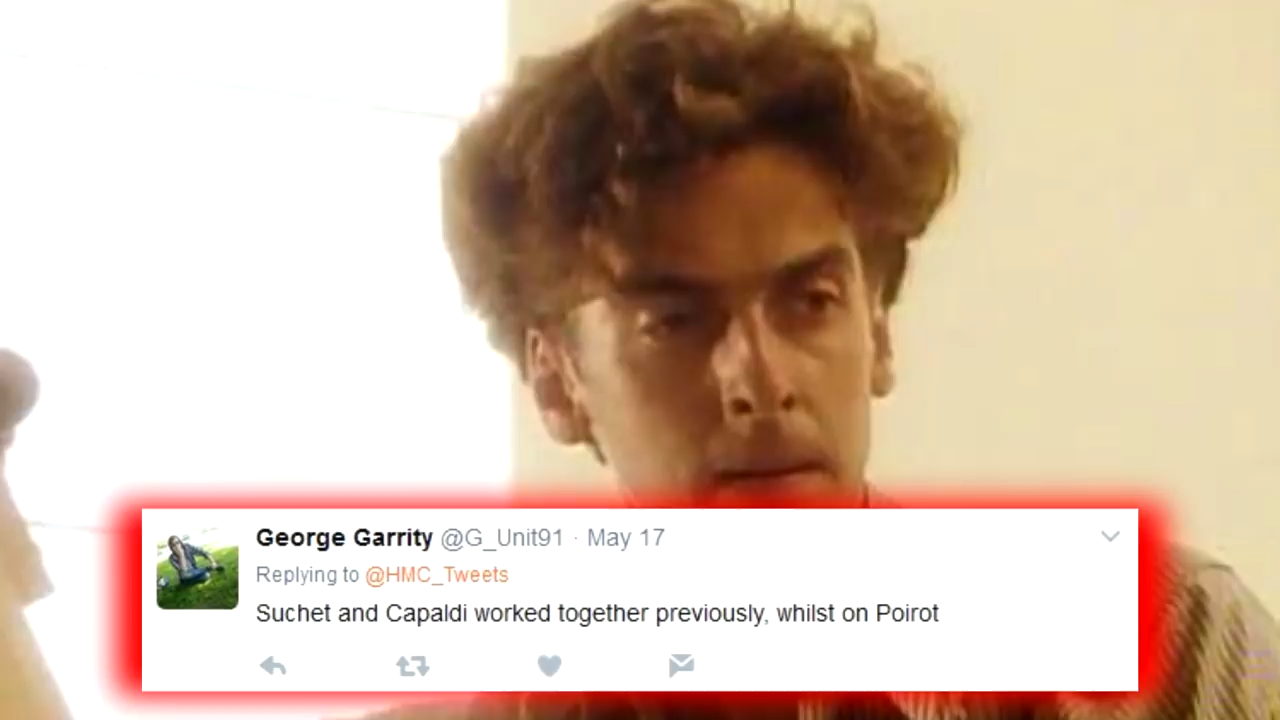 George Garrity @G_Unit91 · May 17
Replying to @HMC_Tweets
Suchet and Capaldi worked together previously, whilst on Poirot